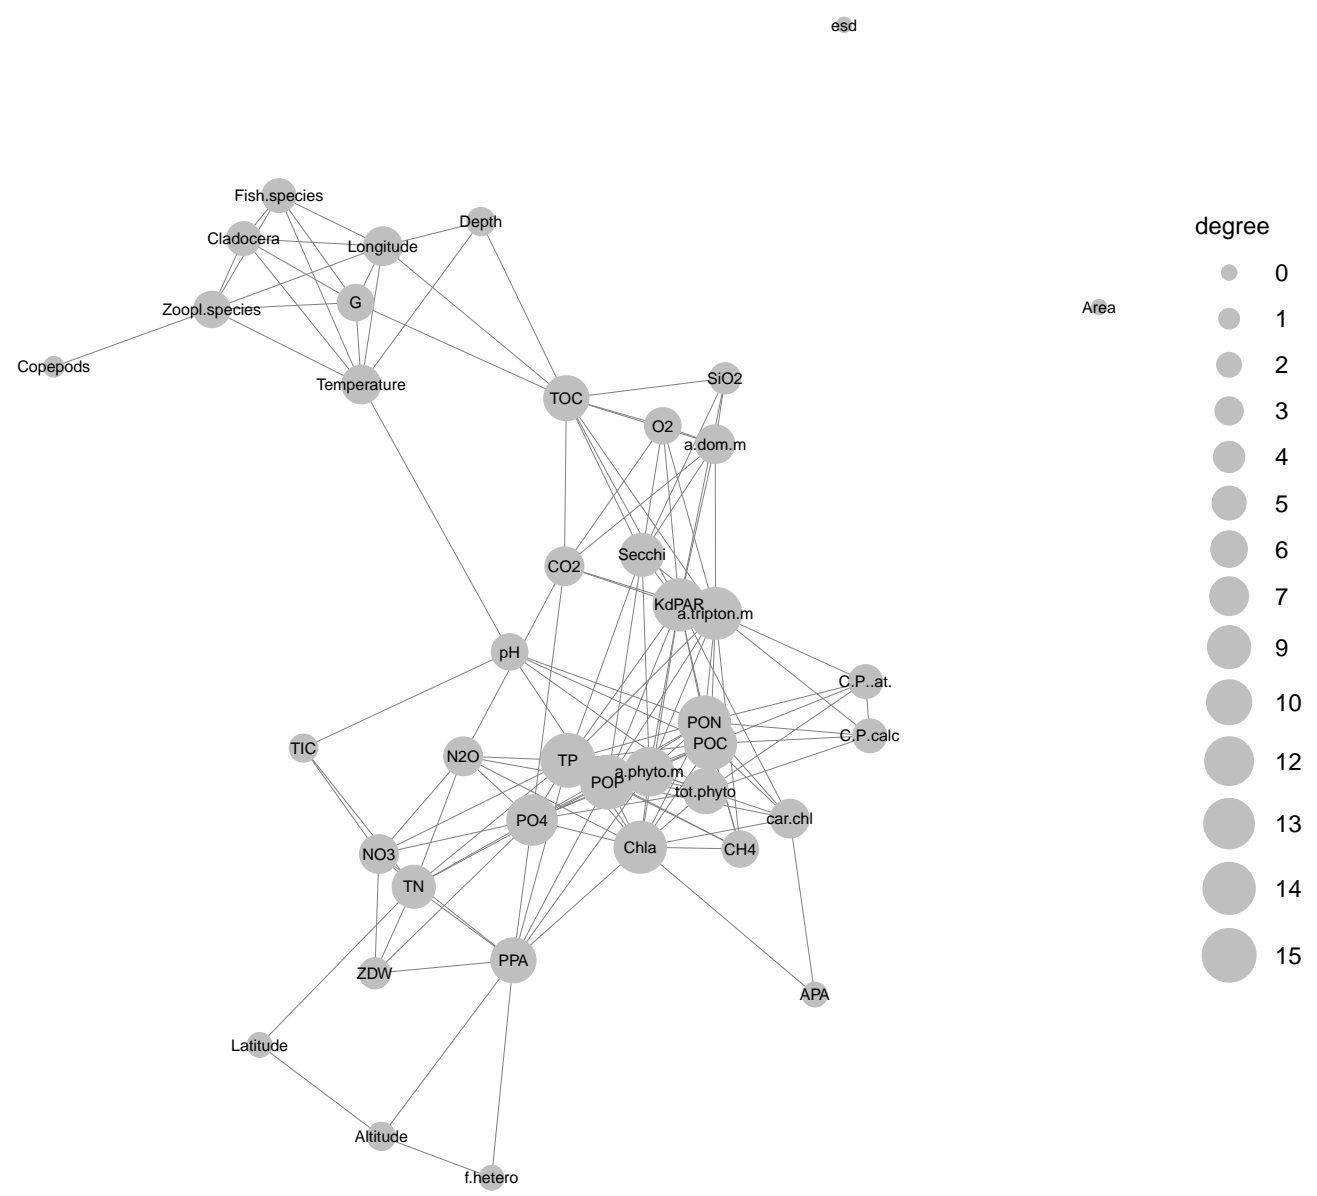 esd
Fish.species
Depth
Cladocera
Longitude
degree
0
G
Zoopl.species
Area
1
Copepods
Temperature
2
SiO2
TOC
3
O2
a.dom.m
4
5
Secchi
CO2
6
KdPAR
a.tripton.m
7
pH
9
C.P..at.
10
PON
C.P.calc
POC
TIC
N2O
TP
12
a.phyto.m
POP
tot.phyto
PO4
car.chl
13
Chla
CH4
NO3
TN
14
PPA
15
ZDW
APA
Latitude
Altitude
f.hetero